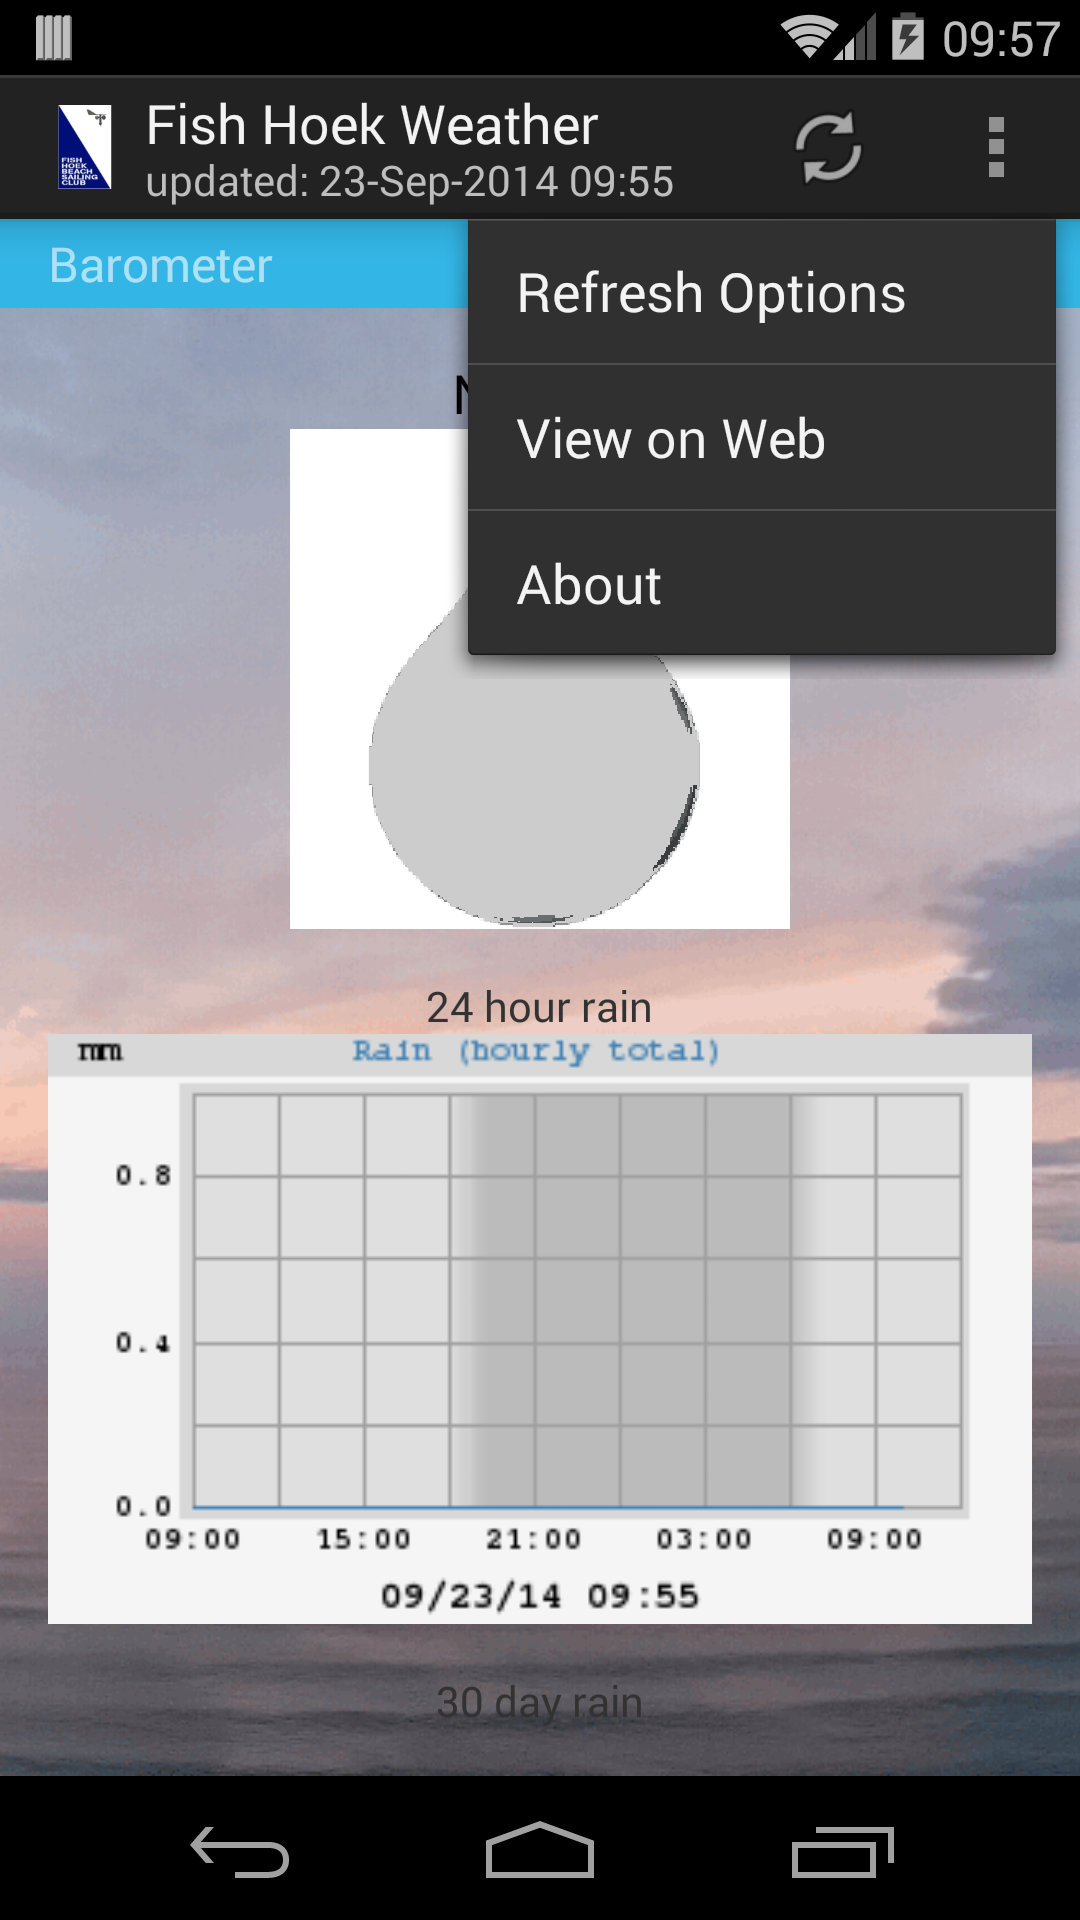 09:57
Fish Hoek Weather
updated: 23-Sep-2014 09:55
FISH
HOEK
BEACH
SAILING
CLUB
Barometer
Refresh Options
View on Web
About
24 hour rain
mm
Rain (hourly total)
0.8
0.4
0.0
09:00 15:00 21:00 03:00 09:00
09/23/14 09:55
30 day rain